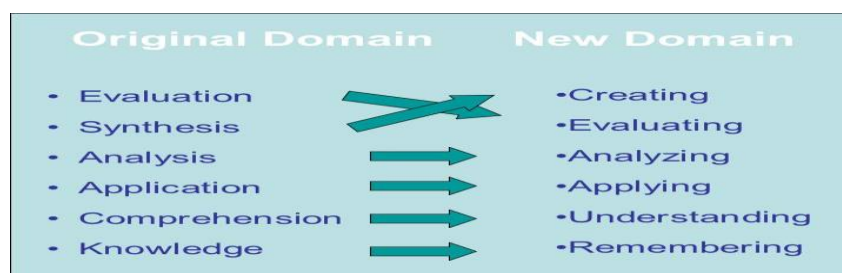 Original Domain New Domain
• Evaluation •Creating
• Synthesis •Evaluating
• Analysis •Analyzing
• Application •Applying
• Comprehension •Understanding
• Knowledge •Remembering